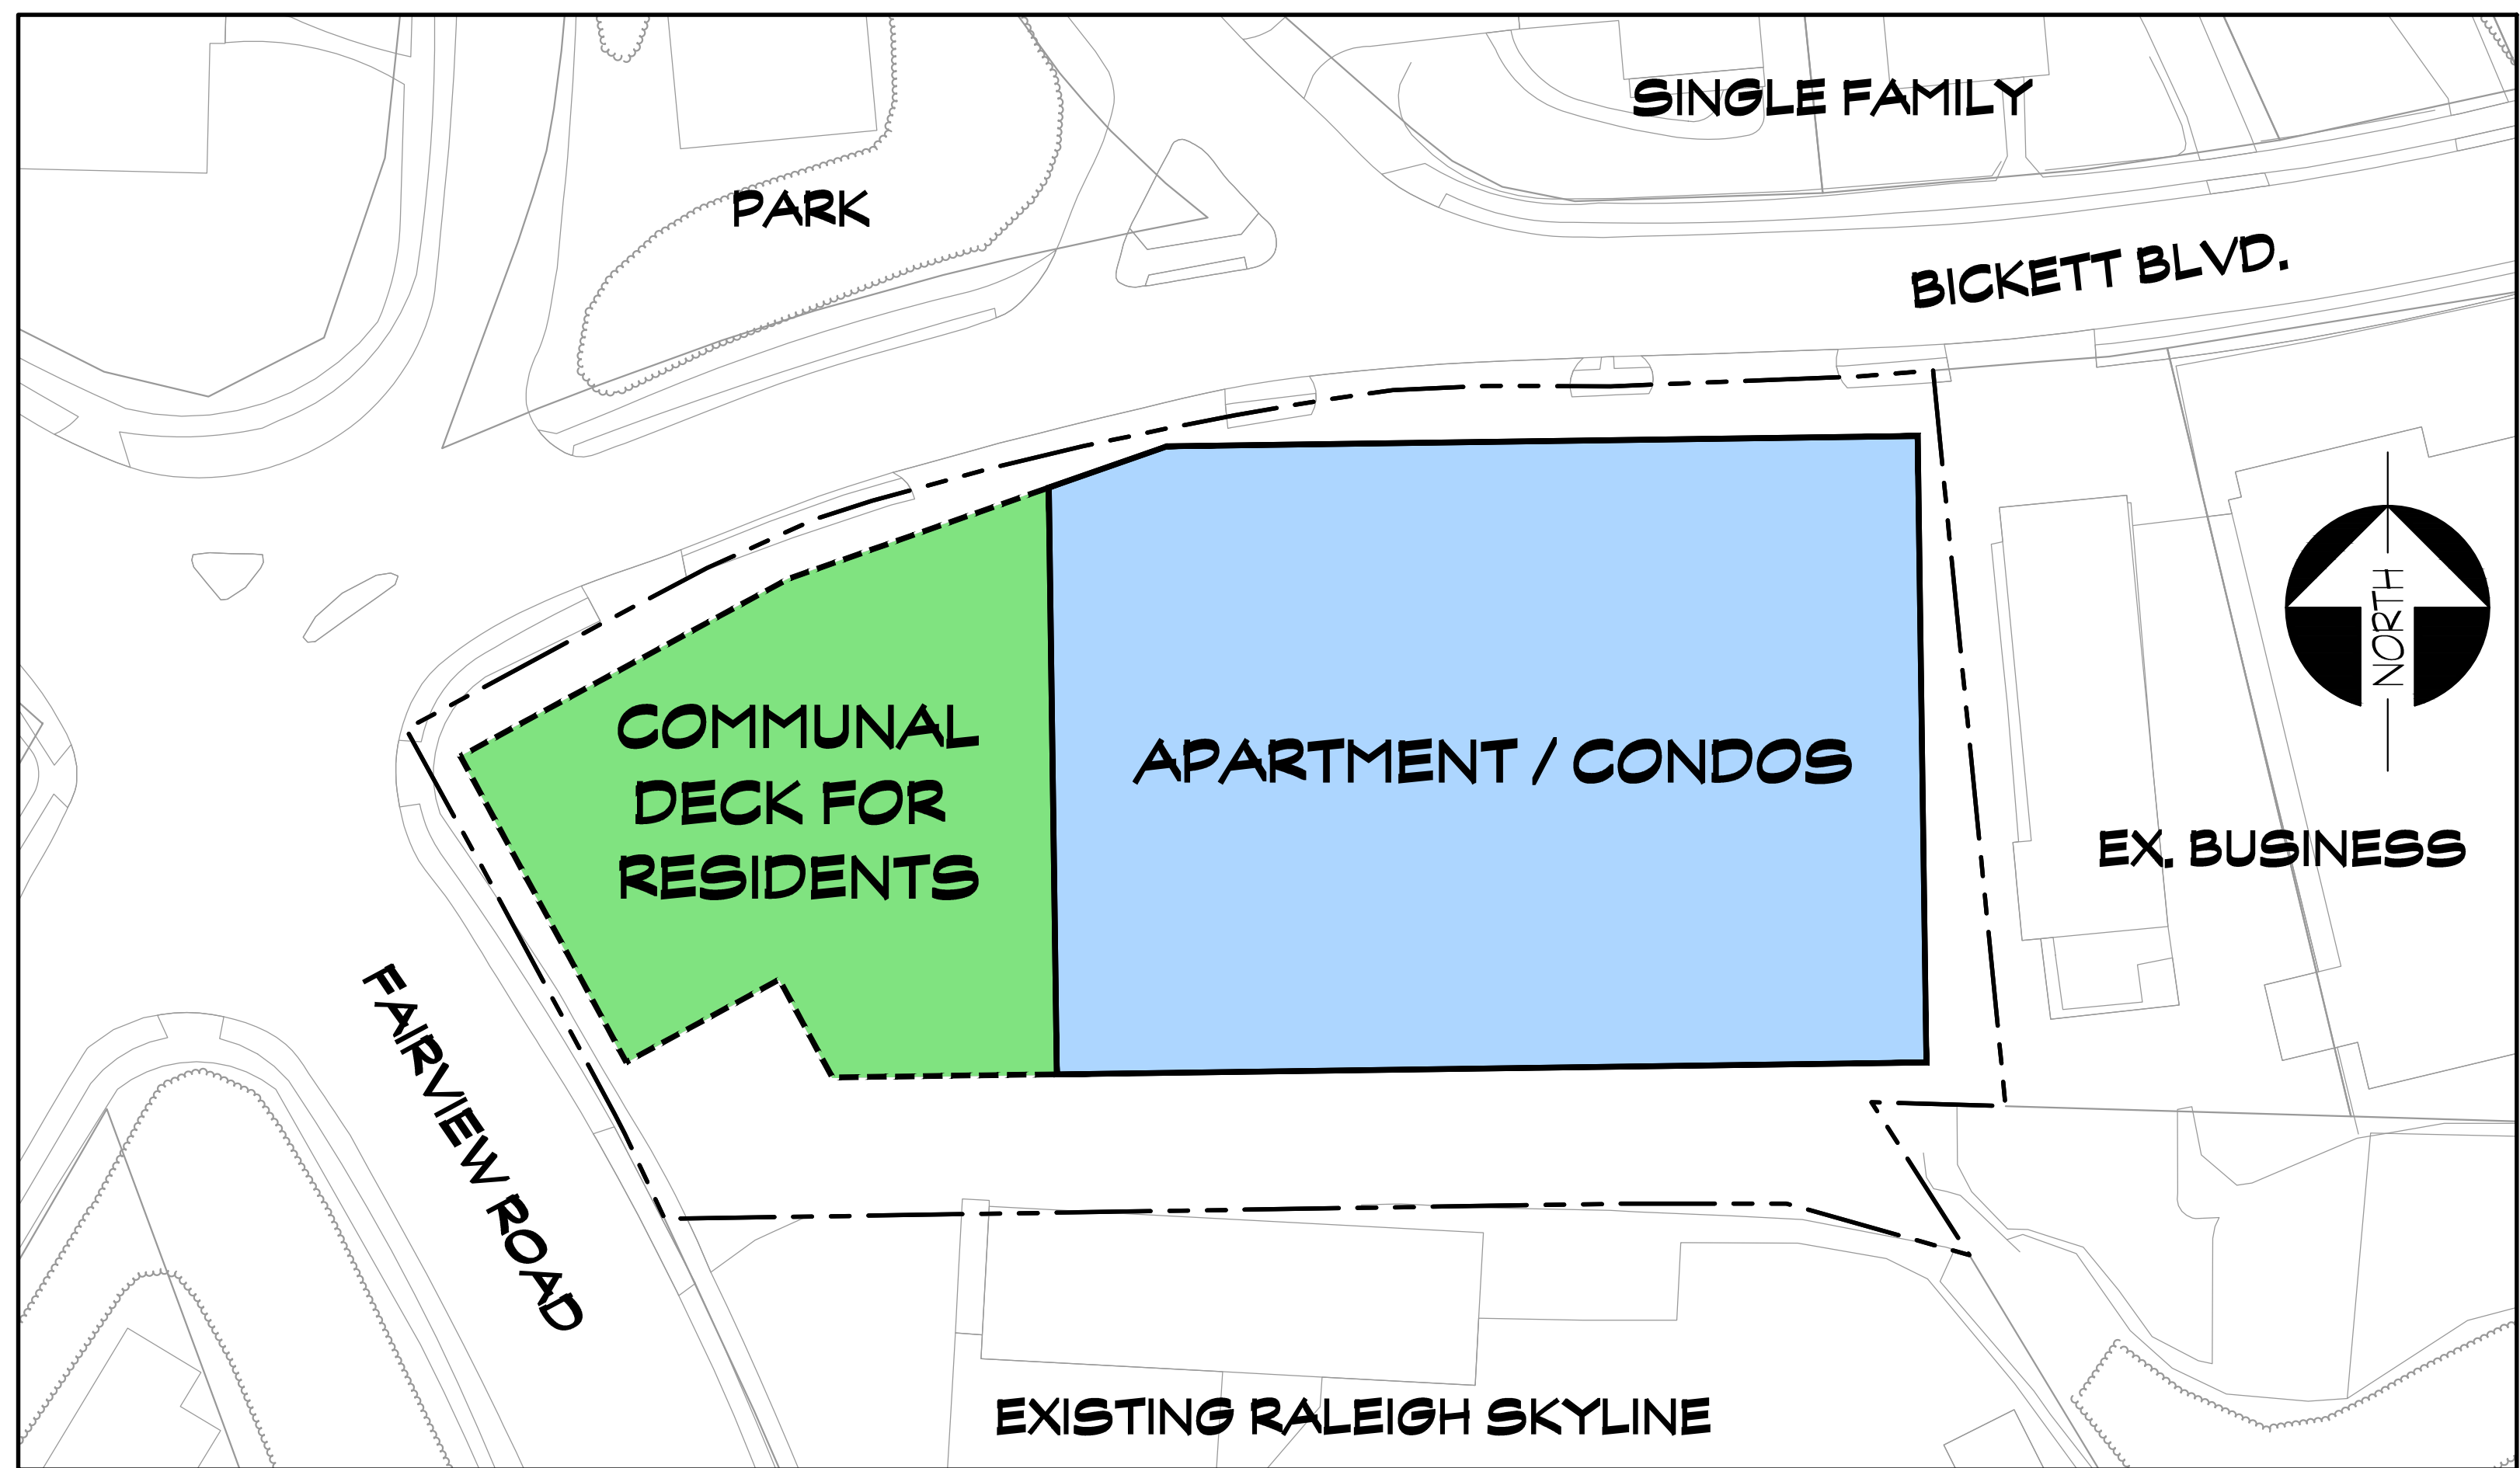 SINGLE FAMILY
PARK
BICKETT BLVD.
NORTH
COMMUNAL
DECK FOR
RESIDENTS
APARTMENT / CONDOS
EX. BUSINESS
FAIRVIEW ROAD
EXISTING RALEIGH SKYLINE